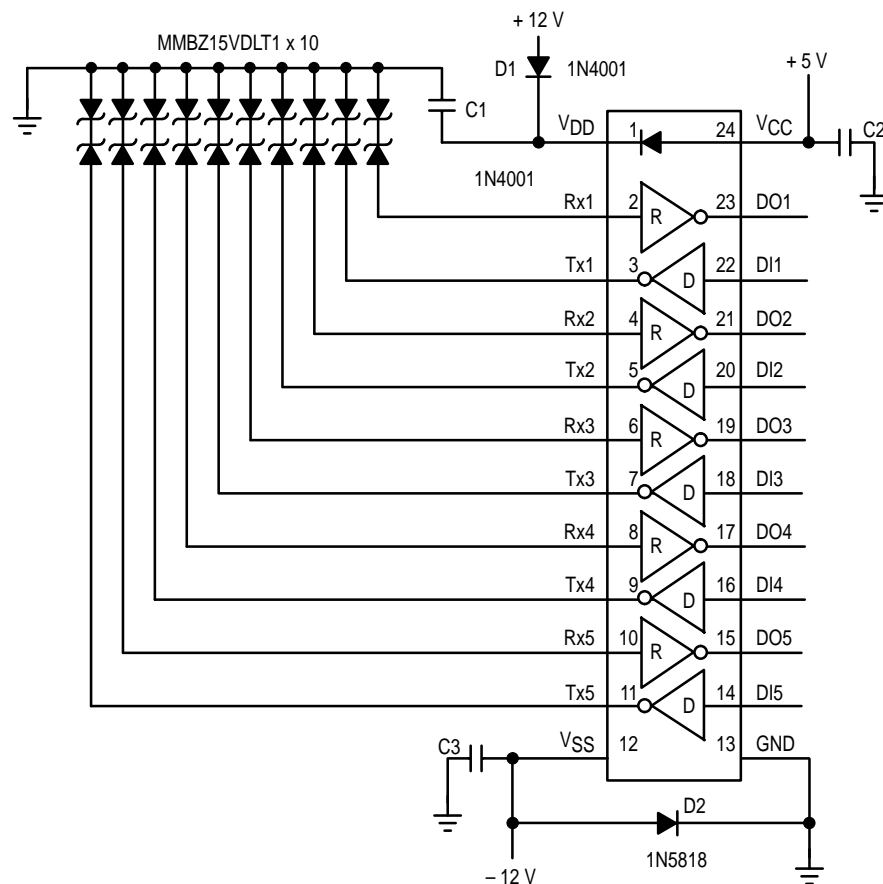 + 12 V
MMBZ15VDLT1 x 10
D1
1N4001
+ 5 V
C1
VDD
1
24
VCC
C2
1N4001
Rx1
2
R
23
DO1
Tx1
3
D
22
DI1
Rx2
4
R
21
DO2
Tx2
5
D
20
DI2
Rx3
6
R
19
DO3
Tx3
7
D
18
DI3
Rx4
8
R
17
DO4
Tx4
9
D
16
DI4
Rx5
10
R
15
DO5
Tx5
11
D
14
DI5
C3
VSS
12
13
GND
D2
1N5818
– 12 V